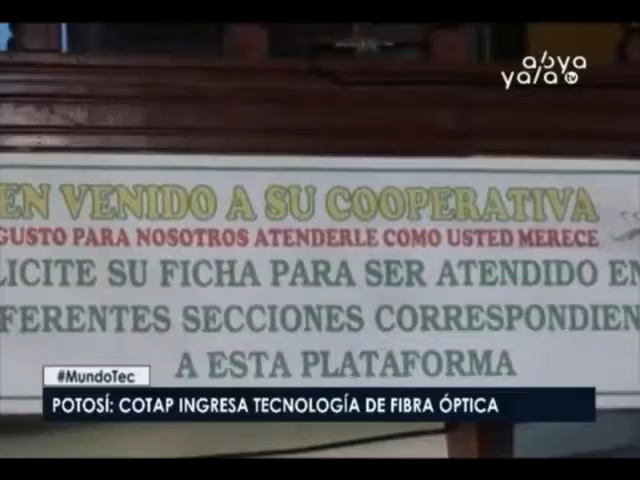 abya
yala tv
EN VENIDO A SU COOPERATIVA
GUSTO PARA NOSOTROS ATENDERLE COMO USTED MERECE
LICITE SU FICHA PARA SER ATENDIDO EN
FERENTES SECCIONES CORRESPONDIEN
A ESTA PLATAFORMA
#MundoTec
POTOSÍ: COTAP INGRESA TECNOLOGÍA DE FIBRA ÓPTICA